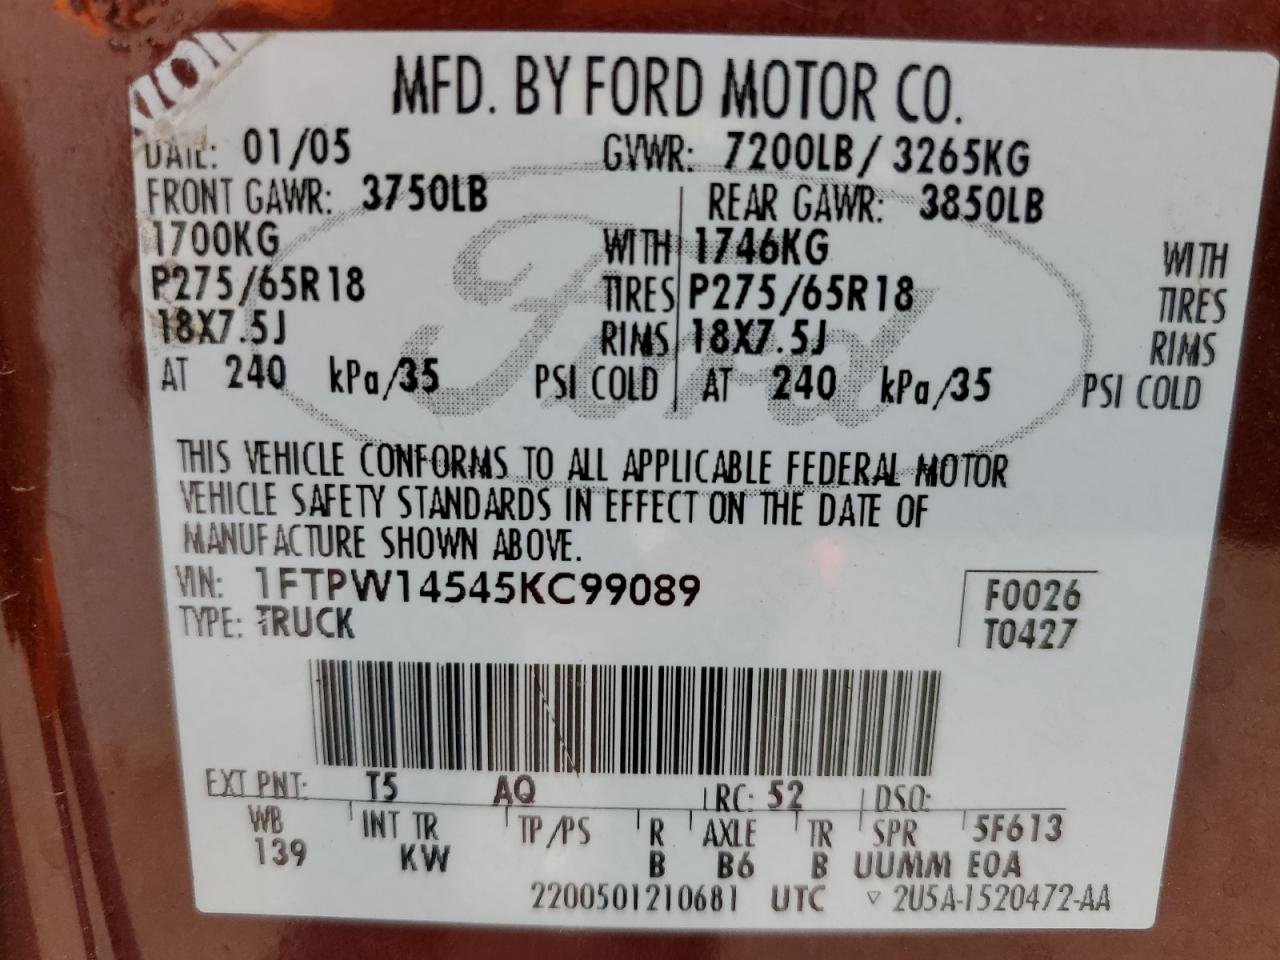 MFD. BY FORD MOTOR CO.
DATE: 01/05 GVWR: 7200LB/ 3265KG
FRONT GAWR: 3750LB REAR GAWR: 3850LB
1700KG WITH 1746KG WITH
P275/65R18 TIRES P275/65R18 TIRES
18X7.5J RIMS 18X7.5J RIMS
AT 240 kPa/35 PSI COLD AT 240 kPa/35 PSI COLD
Ford
THIS VEHICLE CONFORMS TO ALL APPLICABLE FEDERAL MOTOR
VEHICLE SAFETY STANDARDS IN EFFECT ON THE DATE OF
MANUFACTURE SHOWN ABOVE.
VIN: 1FTPW14545KC99089
TYPE: TRUCK
F0026
T0427
EXT PNT: T5 AQ RC: 52 DSO:
WB INT TR TP/PS R AXLE TR SPR 5F613
139 KW B B6 B UUMM EOA
2200501210681 UTC ▽ 2U5A-1520472-AA